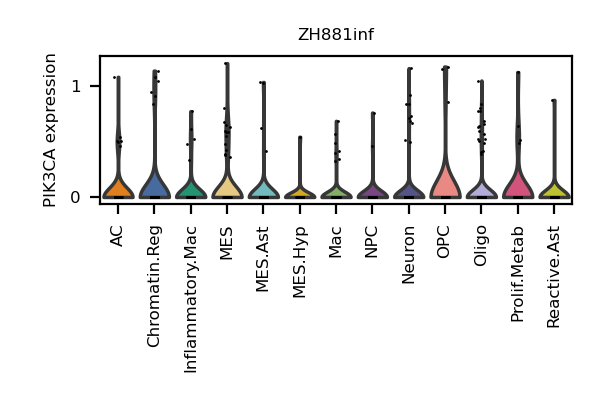 ZH881inf
PIK3CA expression
1
0
AC
Chromatin.Reg
Inflammatory.Mac
MES
MES.Ast
MES.Hyp
Mac
NPC
Neuron
OPC
Oligo
Prolif.Metab
Reactive.Ast